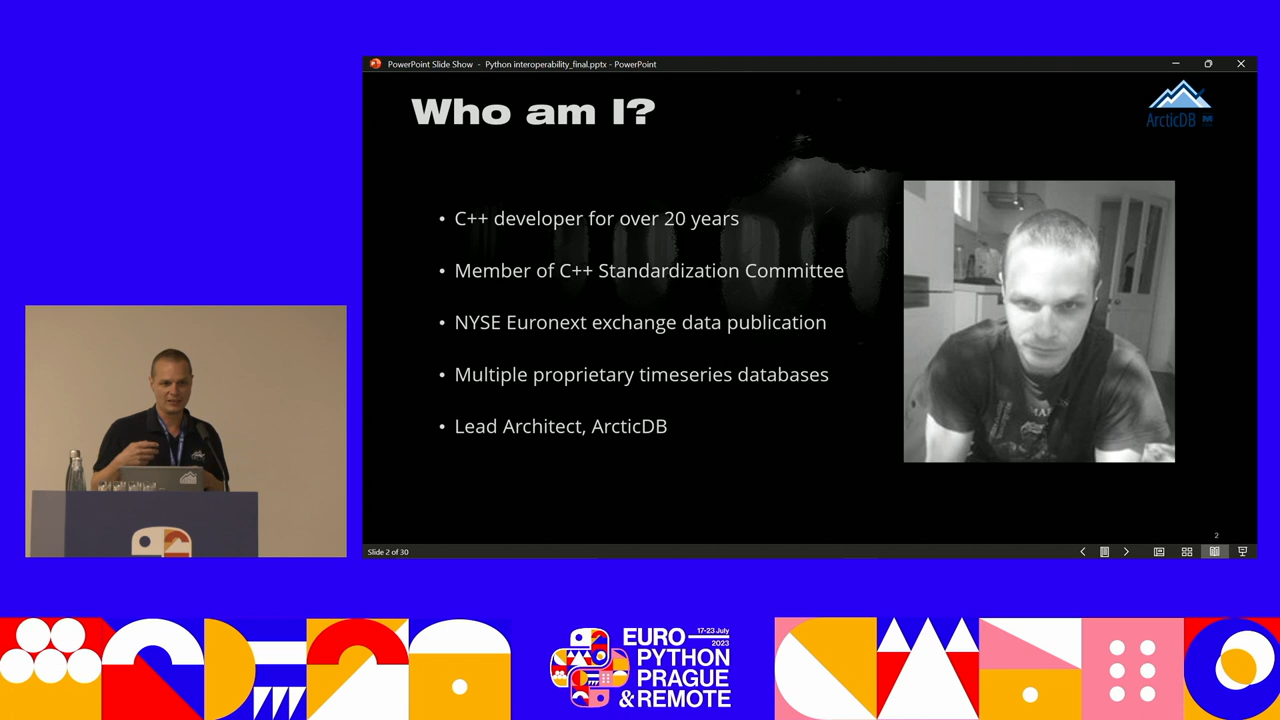 PowerPoint Slide Show - Python interoperability_final.pptx - PowerPoint
Who am I?
ArcticDB
• C++ developer for over 20 years
• Member of C++ Standardization Committee
• NYSE Euronext exchange data publication
• Multiple proprietary timeseries databases
• Lead Architect, ArcticDB
2
Slide 2 of 30
EURO
17-23 July
2023
PYTHON
PRAGUE
& REMOTE